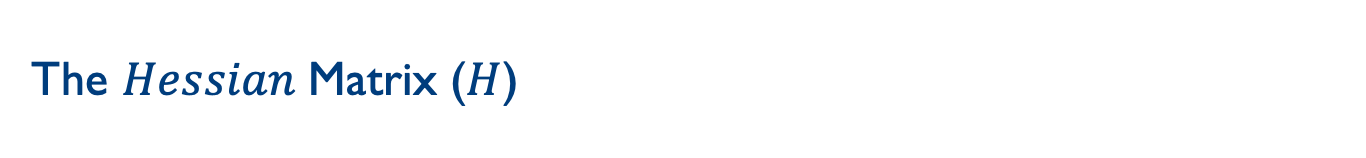 The Hessian Matrix (H)